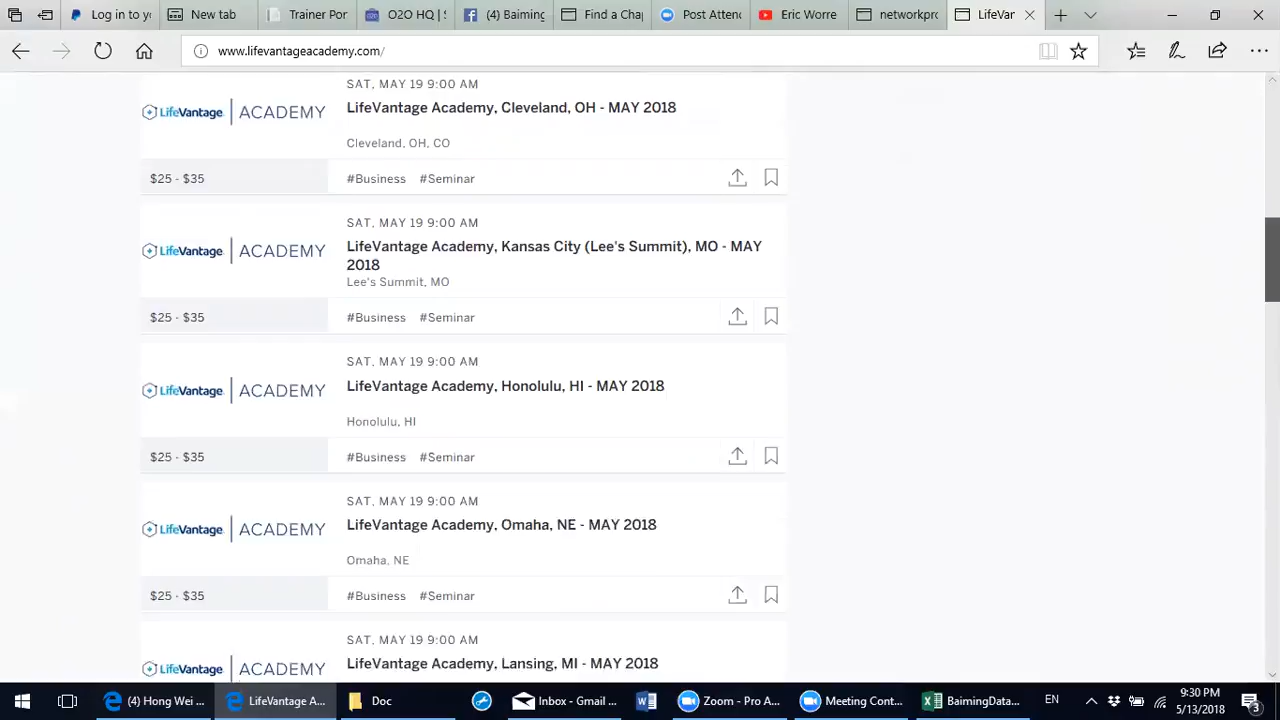 Log in to y
New tab
Trainer Por
O2O HQ | S
(4) Baiming
Find a Cha
Post Attend
Eric Worre
networkpro
LifeVar
www.lifevantageacademy.com/
SAT, MAY 19 9:00 AM
LifeVantage ACADEMY
LifeVantage Academy, Cleveland, OH - MAY 2018
Cleveland, OH, CO
$25 - $35
#Business #Seminar
SAT, MAY 19 9:00 AM
LifeVantage ACADEMY
LifeVantage Academy, Kansas City (Lee's Summit), MO - MAY
2018
Lee's Summit, MO
$25 - $35
#Business #Seminar
SAT, MAY 19 9:00 AM
LifeVantage ACADEMY
LifeVantage Academy, Honolulu, HI - MAY 2018
Honolulu, HI
$25 - $35
#Business #Seminar
SAT, MAY 19 9:00 AM
LifeVantage ACADEMY
LifeVantage Academy, Omaha, NE - MAY 2018
Omaha, NE
$25 - $35
#Business #Seminar
SAT, MAY 19 9:00 AM
LifeVantage ACADEMY
LifeVantage Academy, Lansing, MI - MAY 2018
(4) Hong Wei ...
LifeVantage A...
Doc
Inbox - Gmail ...
Zoom - Pro A...
Meeting Cont...
BaimingData...
EN
9:30 PM
5/13/2018
3